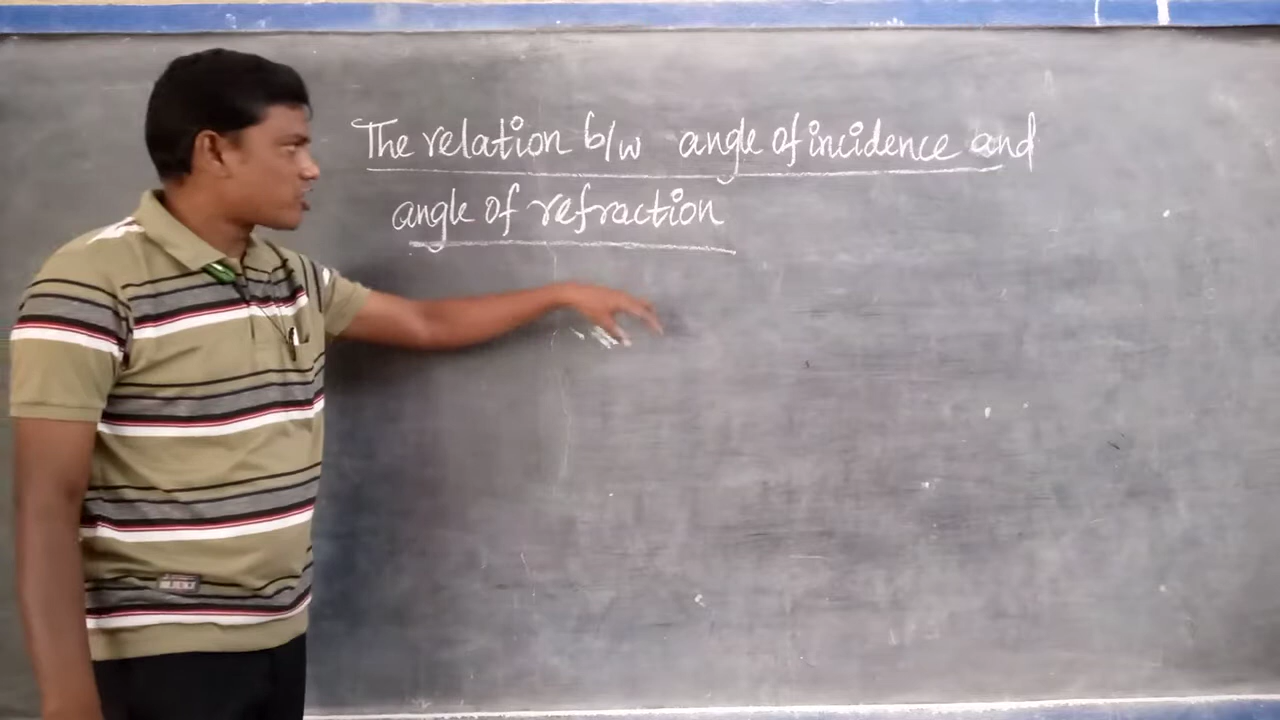 The relation b/w angle of incidence and
angle of refraction